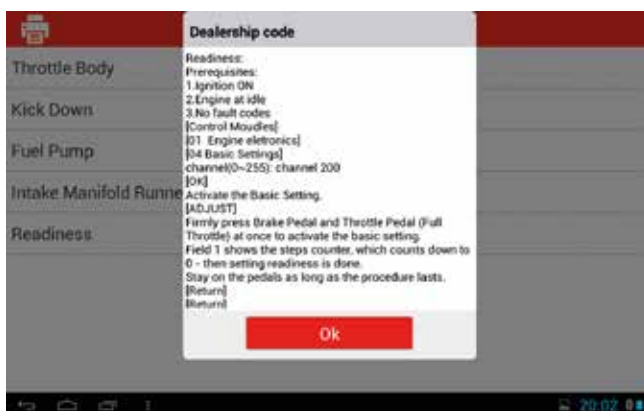 Dealership code
Throttle Body
Kick Down
Fuel Pump
Intake Manifold Runne
Readiness
Readiness:
Prerequisites:
1.Ignition ON
2.Engine at idle
3.No fault codes
[Control Moudles]
[01 Engine eletronics]
[04 Basic Settings]
channel(0~255): channel 200
[OK]
Activate the Basic Setting.
[ADJUST]
Firmly press Brake Pedal and Throttle Pedal (Full
Throttle) at once to activate the basic setting.
Field 1 shows the steps counter, which counts down to
0 - then setting readiness is done.
Stay on the pedals as long as the procedure lasts.
[Return]
[Return]
Ok
20:02